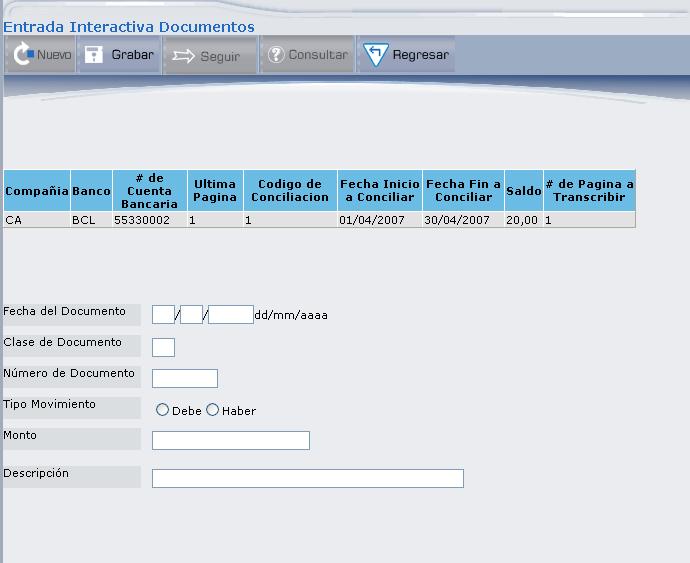 Entrada Interactiva Documentos
Nuevo Grabar Seguir Consultar Regresar
Compañia Banco # de Cuenta Bancaria Ultima Pagina Codigo de Conciliacion Fecha Inicio a Conciliar Fecha Fin a Conciliar Saldo # de Pagina a Transcribir
CA BCL 55330002 1 1 01/04/2007 30/04/2007 20,00 1
Fecha del Documento / / dd/mm/aaaa
Clase de Documento
Número de Documento
Tipo Movimiento Debe Haber
Monto
Descripción